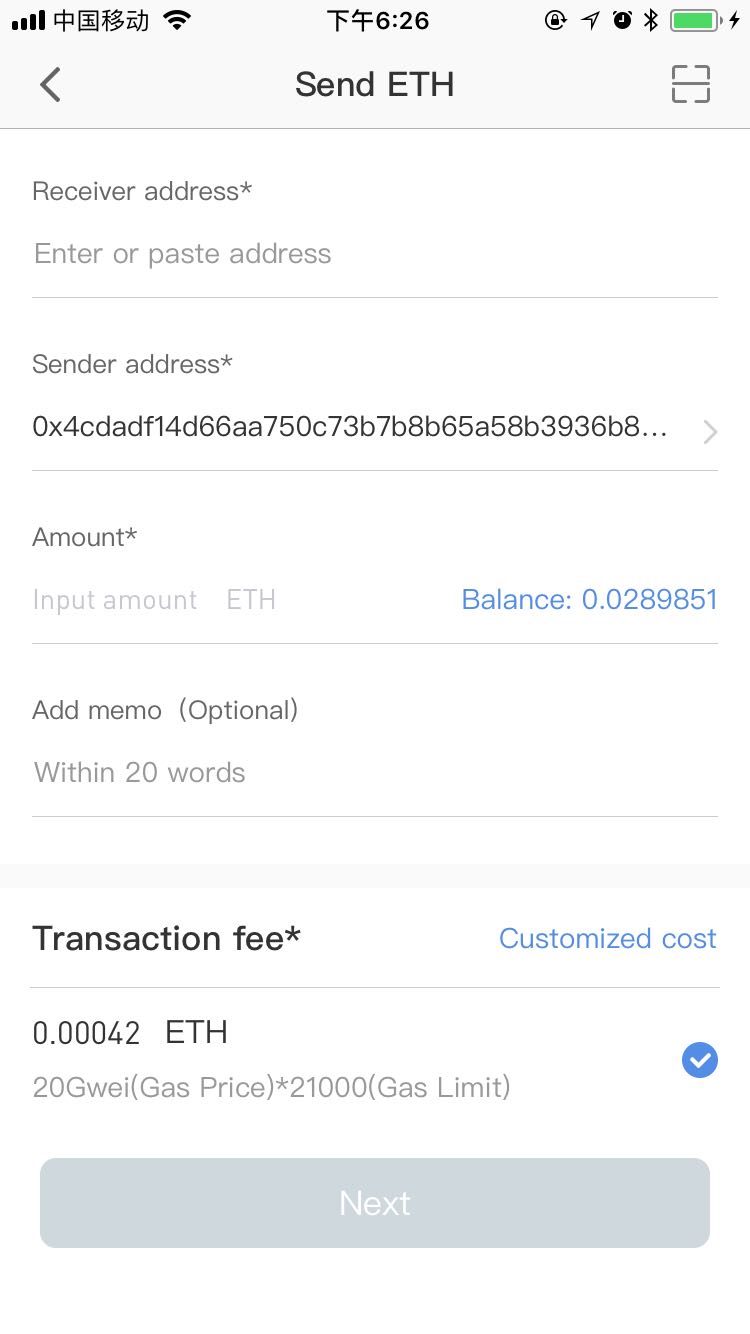 中国移动 下午6:26
Send ETH
Receiver address*
Enter or paste address
Sender address*
0x4cdadf14d66aa750c73b7b8b65a58b3936b8...
Amount*
Input amount ETH Balance: 0.0289851
Add memo（Optional）
Within 20 words
Transaction fee* Customized cost
0.00042 ETH
20Gwei(Gas Price)*21000(Gas Limit)
Next